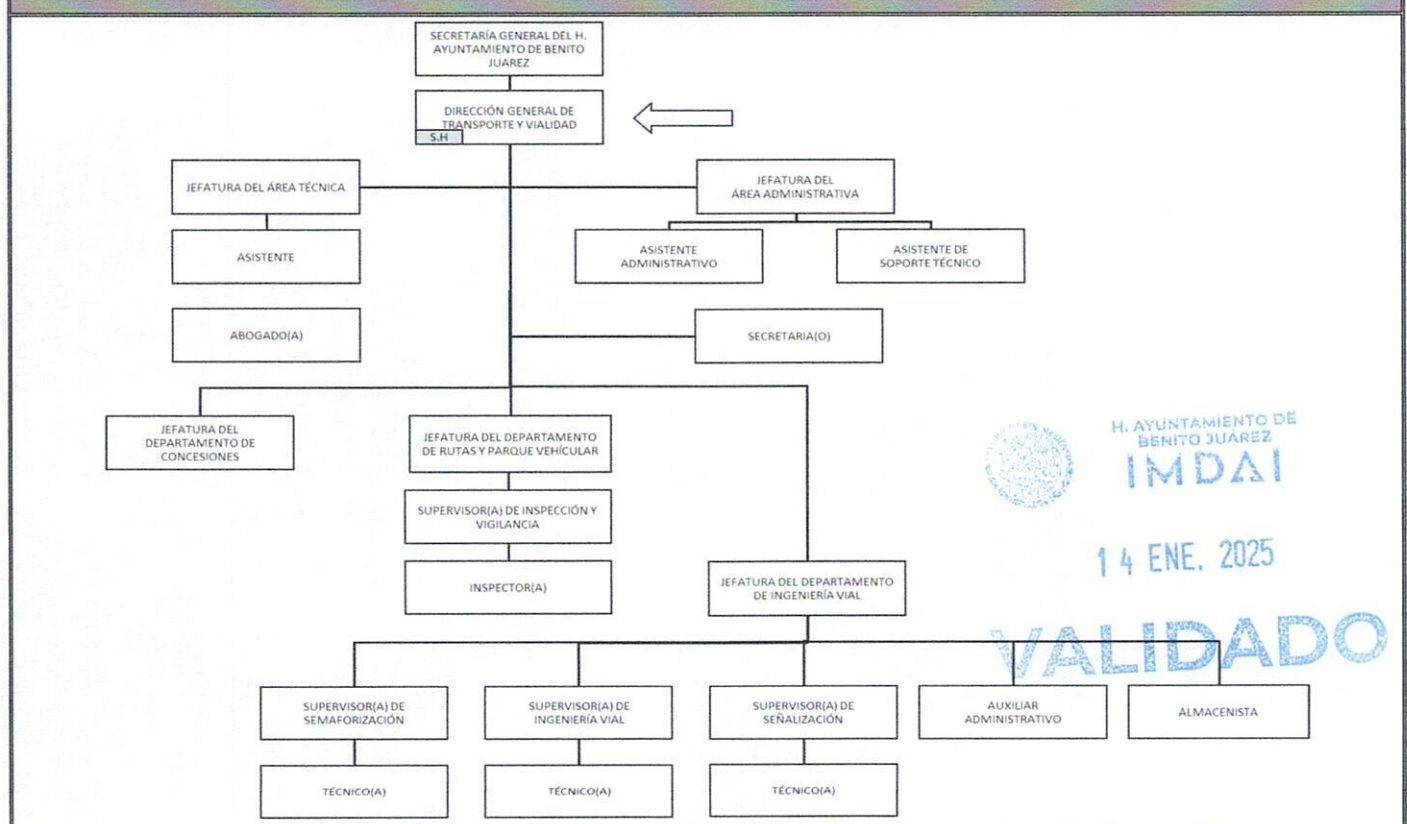 SECRETARÍA GENERAL DEL H.
AYUNTAMIENTO DE BENITO
JUAREZ
DIRECCIÓN GENERAL DE
TRANSPORTE Y VIALIDAD
S.H
JEFATURA DEL ÁREA TÉCNICA
JEFATURA DEL
ÁREA ADMINISTRATIVA
ASISTENTE
ASISTENTE
ADMINISTRATIVO
ASISTENTE DE
SOPORTE TÉCNICO
ABOGADO(A)
SECRETARIA(O)
JEFATURA DEL
DEPARTAMENTO DE
CONCESIONES
JEFATURA DEL DEPARTAMENTO
DE RUTAS Y PARQUE VEHÍCULAR
SUPERVISOR(A) DE INSPECCIÓN Y
VIGILANCIA
INSPECTOR(A)
JEFATURA DEL DEPARTAMENTO
DE INGENIERÍA VIAL
H. AYUNTAMIENTO DE
BENITO JUÁREZ
IMDAI
14 ENE. 2025
VALIDADO
SUPERVISOR(A) DE
SEMAFORIZACIÓN
SUPERVISOR(A) DE
INGENIERÍA VIAL
SUPERVISOR(A) DE
SEÑALIZACIÓN
AUXILIAR
ADMINISTRATIVO
ALMACENISTA
TÉCNICO(A)
TÉCNICO(A)
TÉCNICO(A)